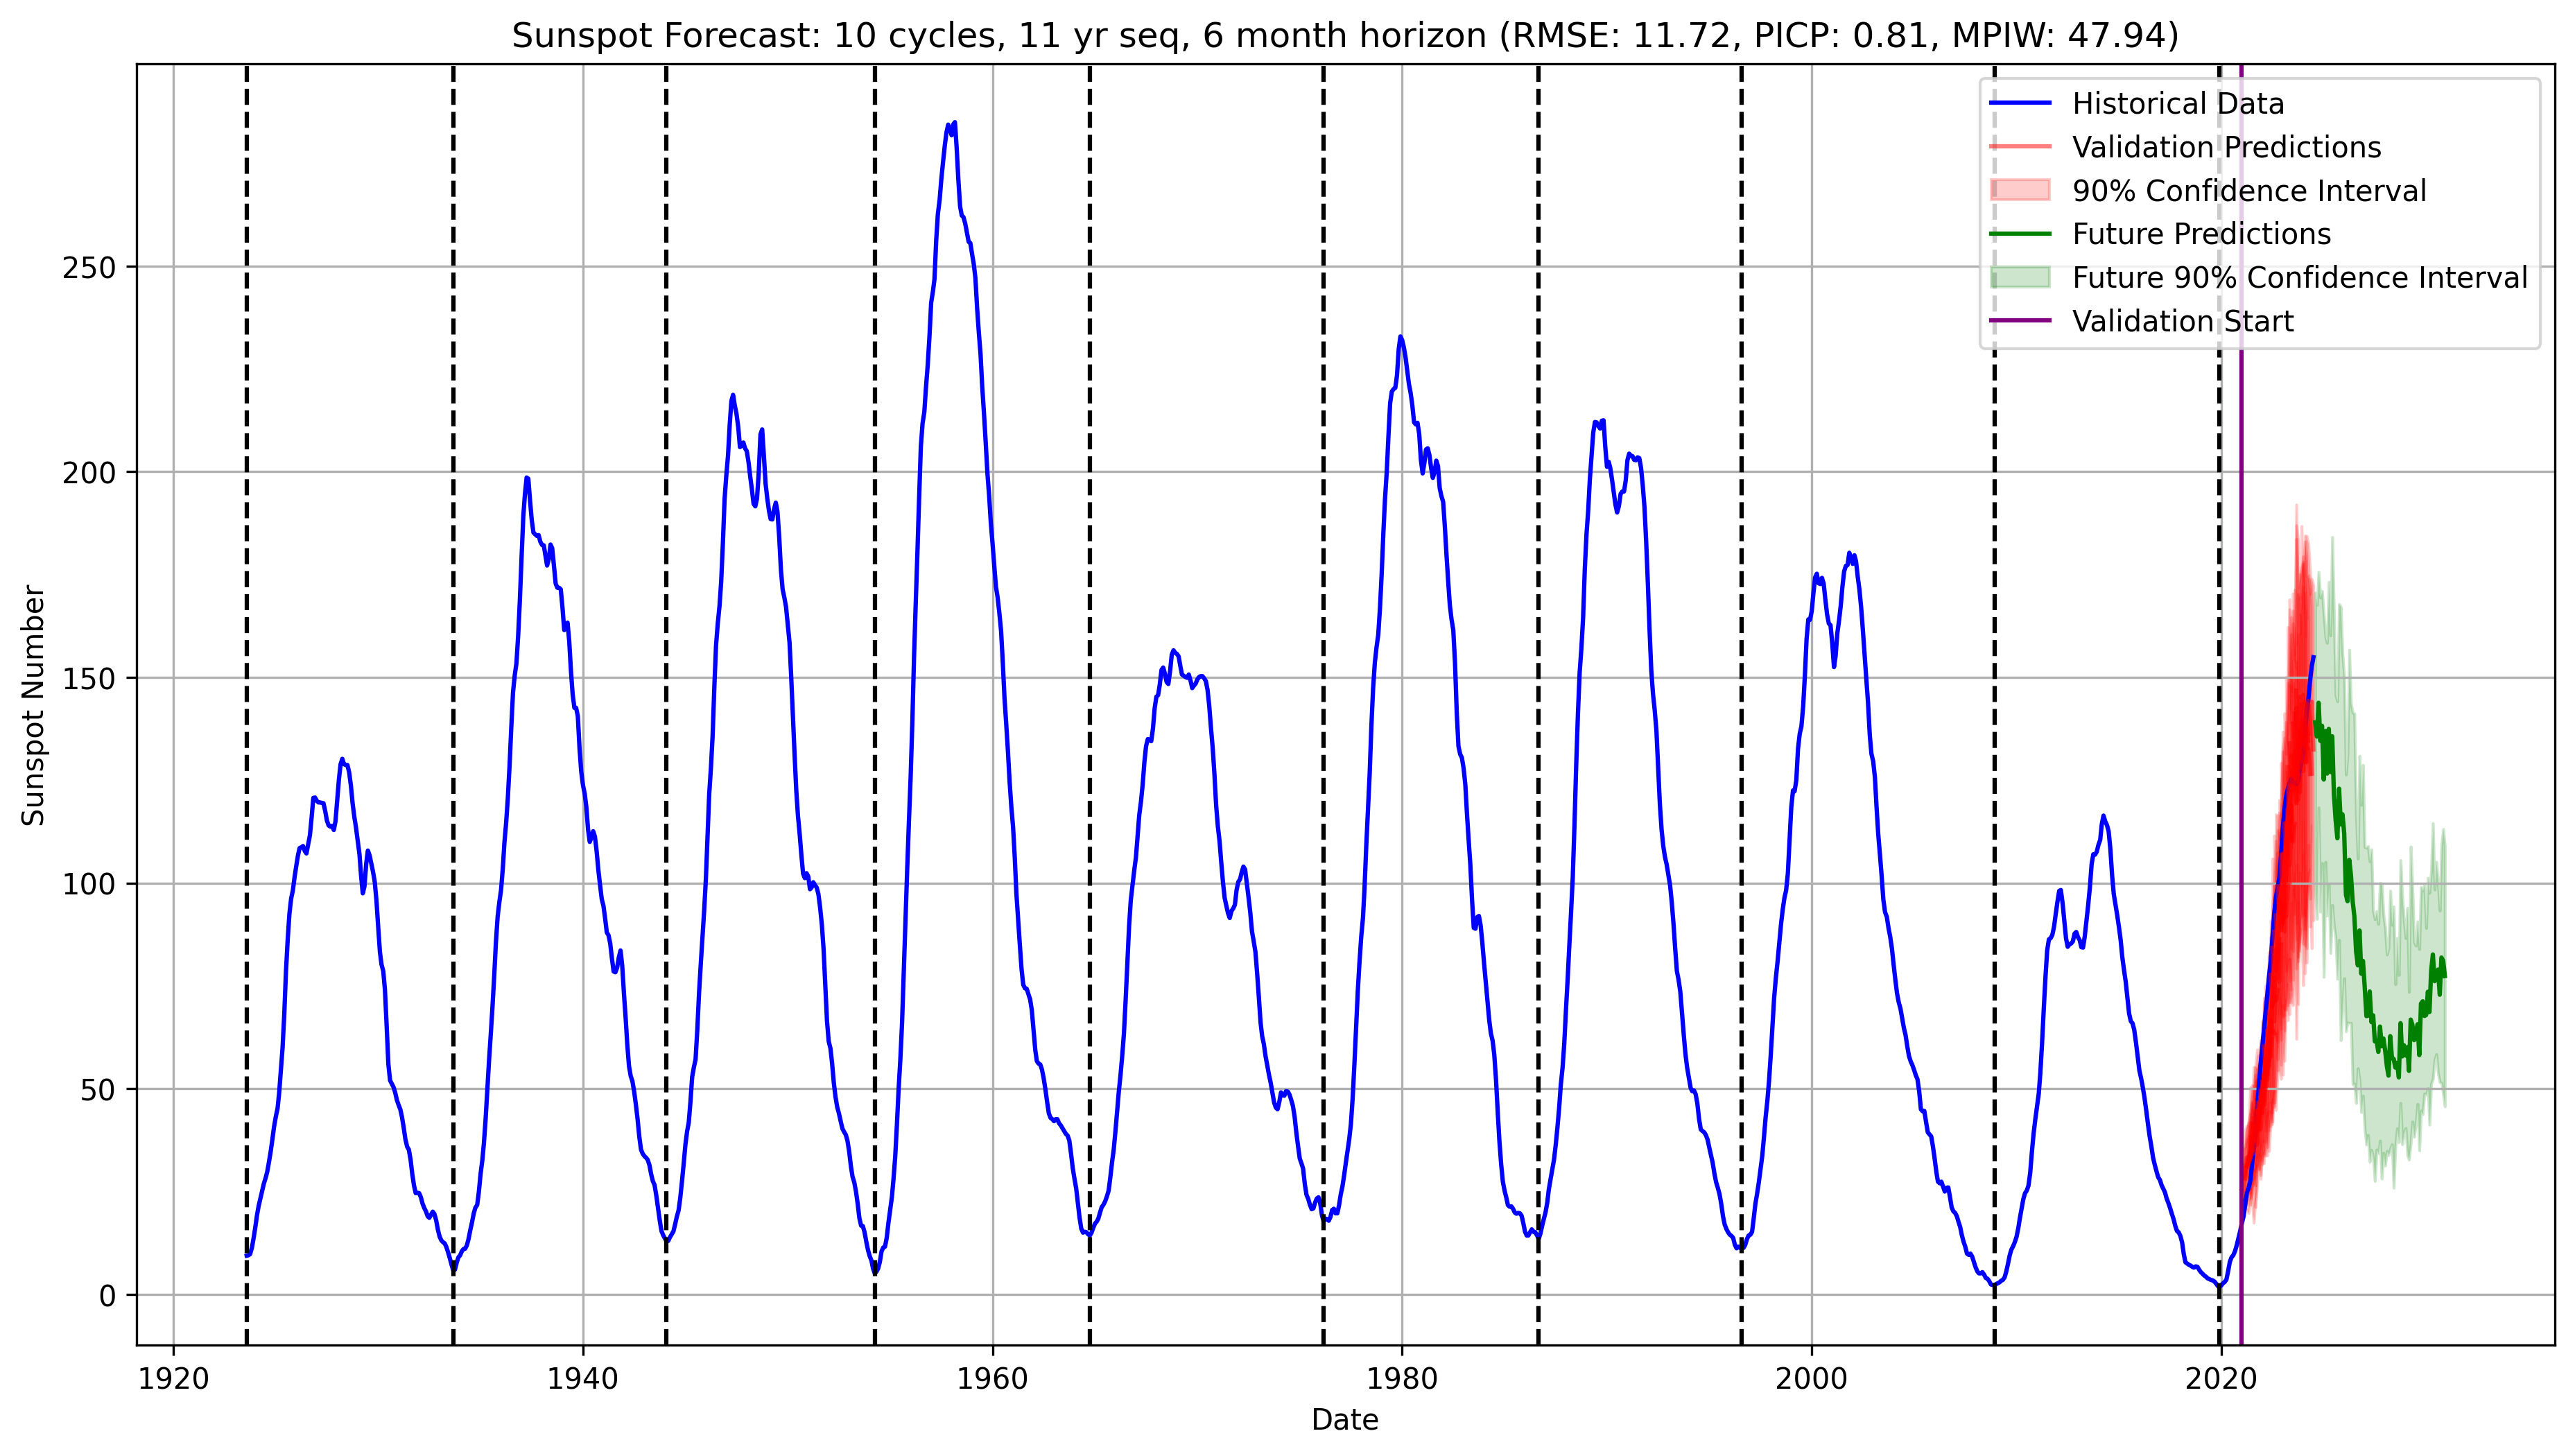 Sunspot Forecast: 10 cycles, 11 yr seq, 6 month horizon (RMSE: 11.72, PICP: 0.81, MPIW: 47.94)
Historical Data
Validation Predictions
90% Confidence Interval
Future Predictions
Future 90% Confidence Interval
Validation Start
Sunspot Number
250
200
150
100
50
0
1920 1940 1960 1980 2000 2020
Date